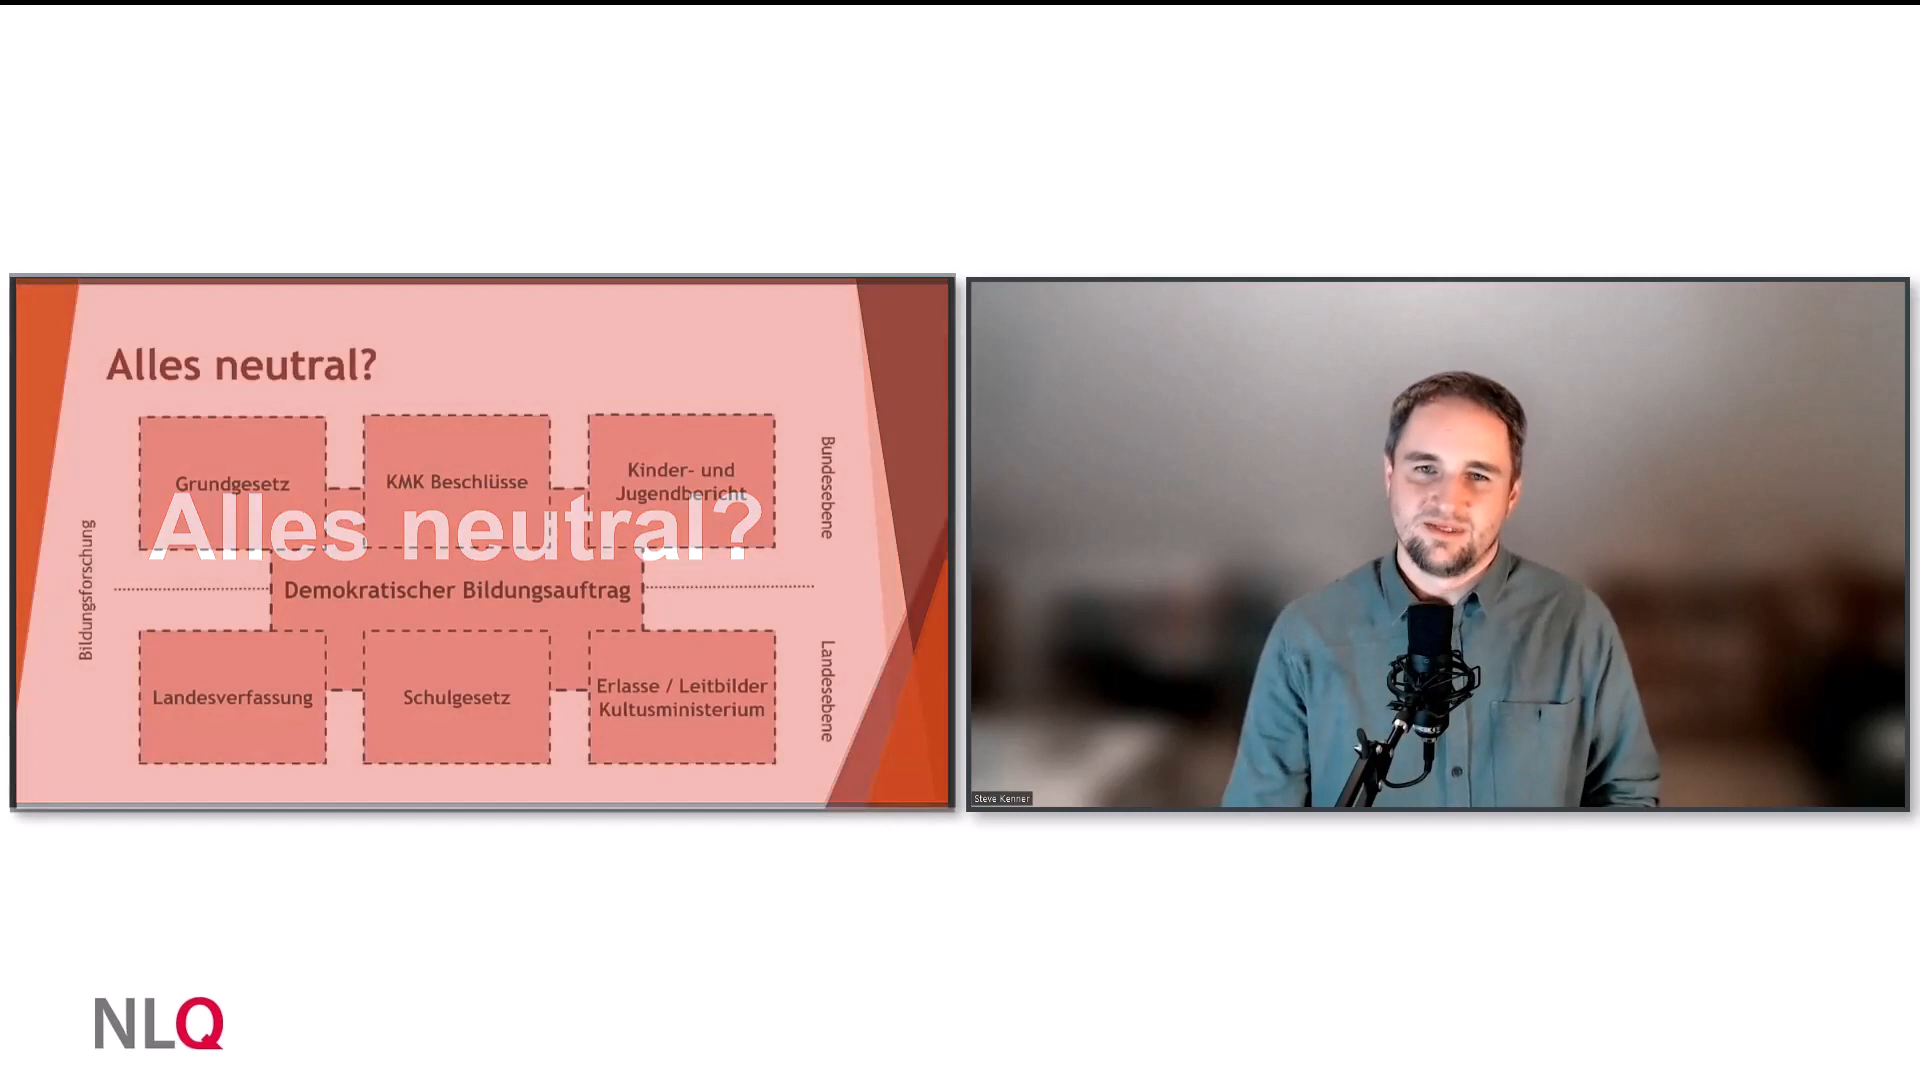 Alles neutral?
Grundgesetz
KMK Beschlüsse
Kinder- und
Jugendbericht
Alles neutral?
Bundesebene
Bildungsforschung
Demokratischer Bildungsauftrag
Landesverfassung
Schulgesetz
Erlasse / Leitbilder
Kultusministerium
Landesebene
Steve Kenner
NLQ